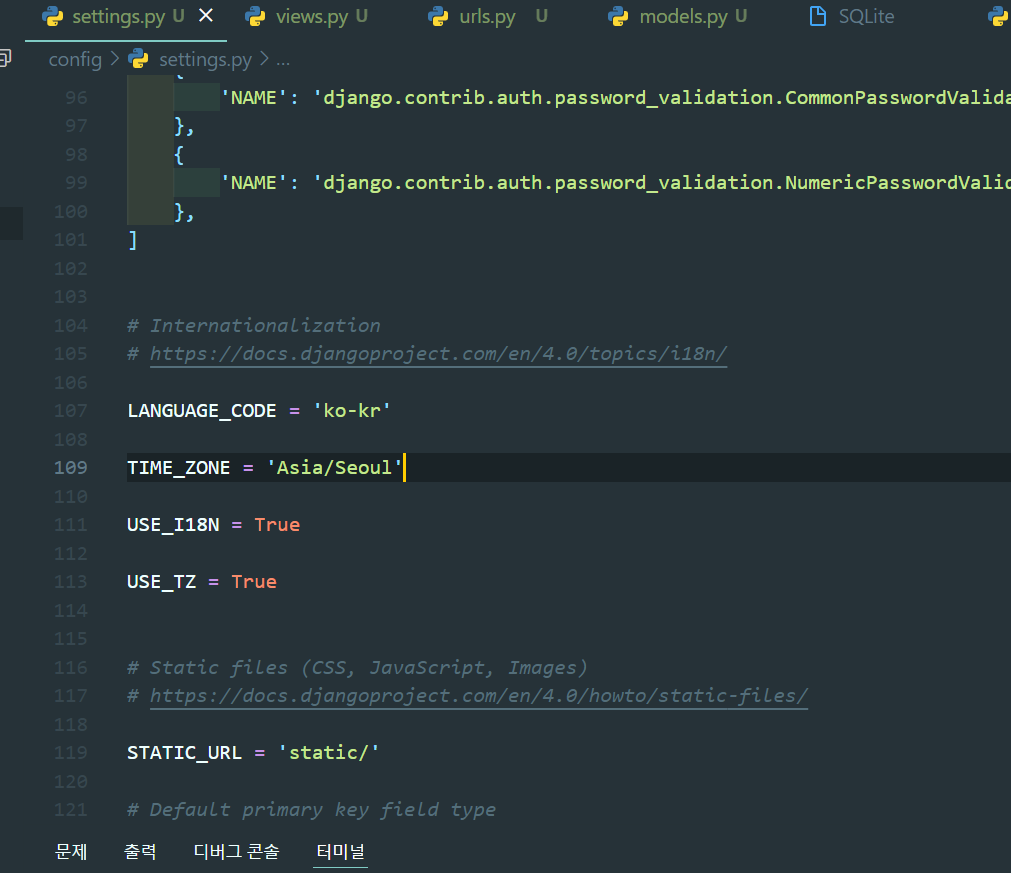 settings.py U
views.py U
urls.py U
models.py U
SQLite
config > settings.py > ...
96 'NAME': 'django.contrib.auth.password_validation.CommonPasswordValida
97 },
98 {
99 'NAME': 'django.contrib.auth.password_validation.NumericPasswordValid
100 },
101 ]
102
103
104 # Internationalization
105 # https://docs.djangoproject.com/en/4.0/topics/i18n/
106
107 LANGUAGE_CODE = 'ko-kr'
108
109 TIME_ZONE = 'Asia/Seoul'
110
111 USE_I18N = True
112
113 USE_TZ = True
114
115
116 # Static files (CSS, JavaScript, Images)
117 # https://docs.djangoproject.com/en/4.0/howto/static-files/
118
119 STATIC_URL = 'static/'
120
121 # Default primary key field type
문제 출력 디버그 콘솔 터미널